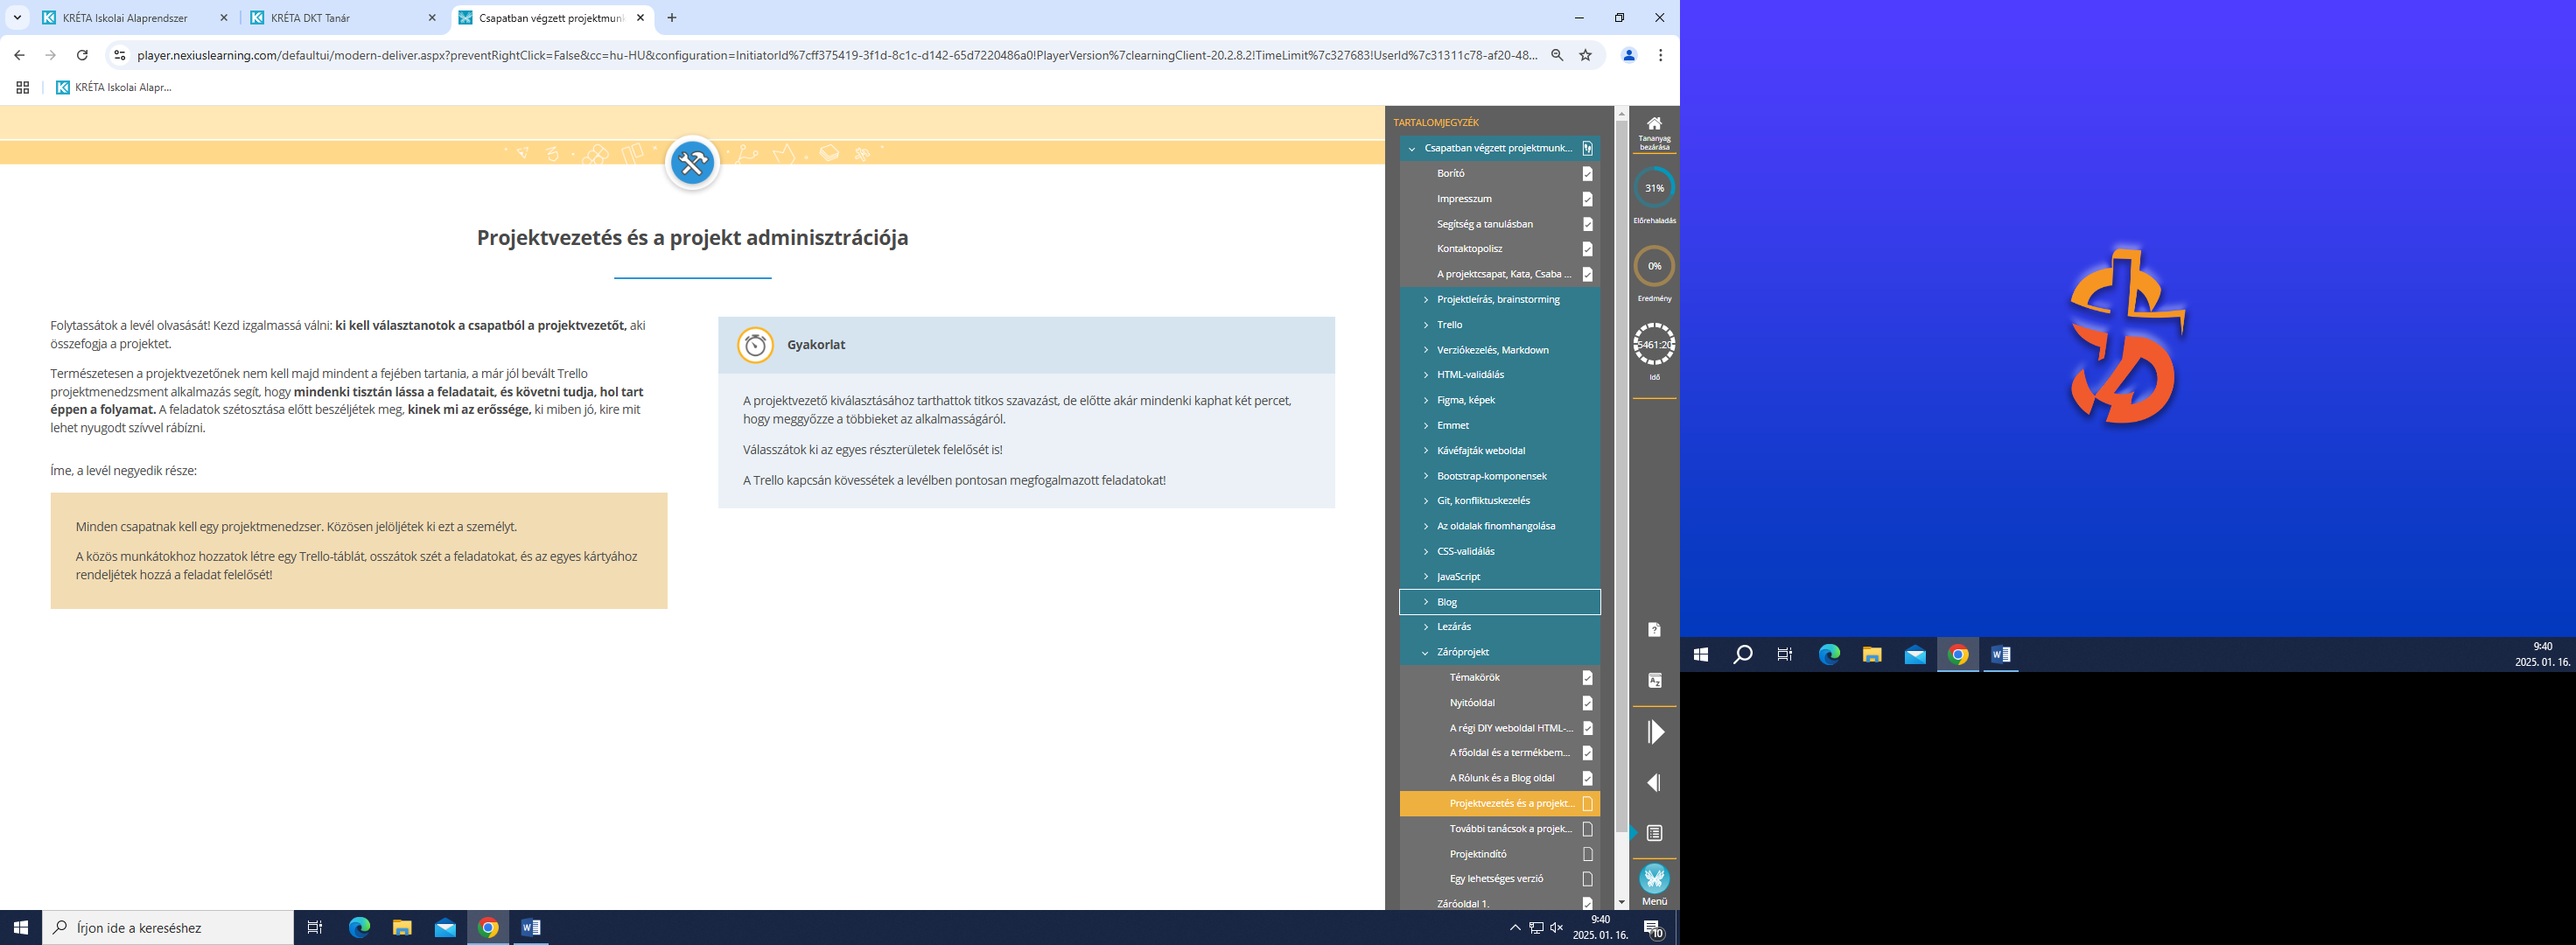 KRÉTA Iskolai Alaprendszer
KRÉTA DKT Tanár
Csapatban végzett projektmunk
player.nexiuslearning.com/defaultui/modern-deliver.aspx?preventRightClick=False&cc=hu-HU&configuration=InitiatorId%7cff375419-3f1d-8c1c-d142-65d7220486a0!PlayerVersion%7clearningClient-20.2.8.2!TimeLimit%7c327683!UserId%7c31311c78-af20-48...
KRÉTA Iskolai Alapr...
Projektvezetés és a projekt adminisztrációja
Folytassátok a levél olvasását! Kezd izgalmassá válni: ki kell választanotok a csapatból a projektvezetőt, aki
összefogja a projektet.
Természetesen a projektvezetőnek nem kell majd mindent a fejében tartania, a már jól bevált Trello
projektmenedzsment alkalmazás segít, hogy mindenki tisztán lássa a feladatait, és követni tudja, hol tart
éppen a folyamat. A feladatok szétosztása előtt beszéljétek meg, kinek mi az erőssége, ki miben jó, kire mit
lehet nyugodt szívvel rábízni.
Íme, a levél negyedik része:
Minden csapatnak kell egy projektmenedzser. Közösen jelöljétek ki ezt a személyt.
A közös munkátokhoz hozzatok létre egy Trello-táblát, osszátok szét a feladatokat, és az egyes kártyához
rendeljétek hozzá a feladat felelősét!
Gyakorlat
A projektvezető kiválasztásához tarthattok titkos szavazást, de előtte akár mindenki kaphat két percet,
hogy meggyőzze a többieket az alkalmasságáról.
Válasszátok ki az egyes részterületek felelősét is!
A Trello kapcsán kövessétek a levélben pontosan megfogalmazott feladatokat!
TARTALOMJEGYZÉK
Csapatban végzett projektmunk...
Borító
Impresszum
Segítség a tanulásban
Kontaktopolisz
A projektcsapat, Kata, Csaba ...
Projektleírás, brainstorming
Trello
Verziókezelés, Markdown
HTML-validálás
Figma, képek
Emmet
Kávéfajták weboldal
Bootstrap-komponensek
Git, konfliktuskezelés
Az oldalak finomhangolása
CSS-validálás
JavaScript
Blog
Lezárás
Záróprojekt
Témakörök
Nyitóoldal
A régi DIY weboldal HTML-...
A főoldal és a termékbem...
A Rólunk és a Blog oldal
Projektvezetés és a projekt...
További tanácsok a projek...
Projektindító
Egy lehetséges verzió
Záróoldal 1.
Tananyag
bezárása
31%
Előrehaladás
0%
Eredmény
5461:20
Idő
Menü
Írjon ide a kereséshez
9:40
2025. 01. 16.
10
9:40
2025. 01. 16.